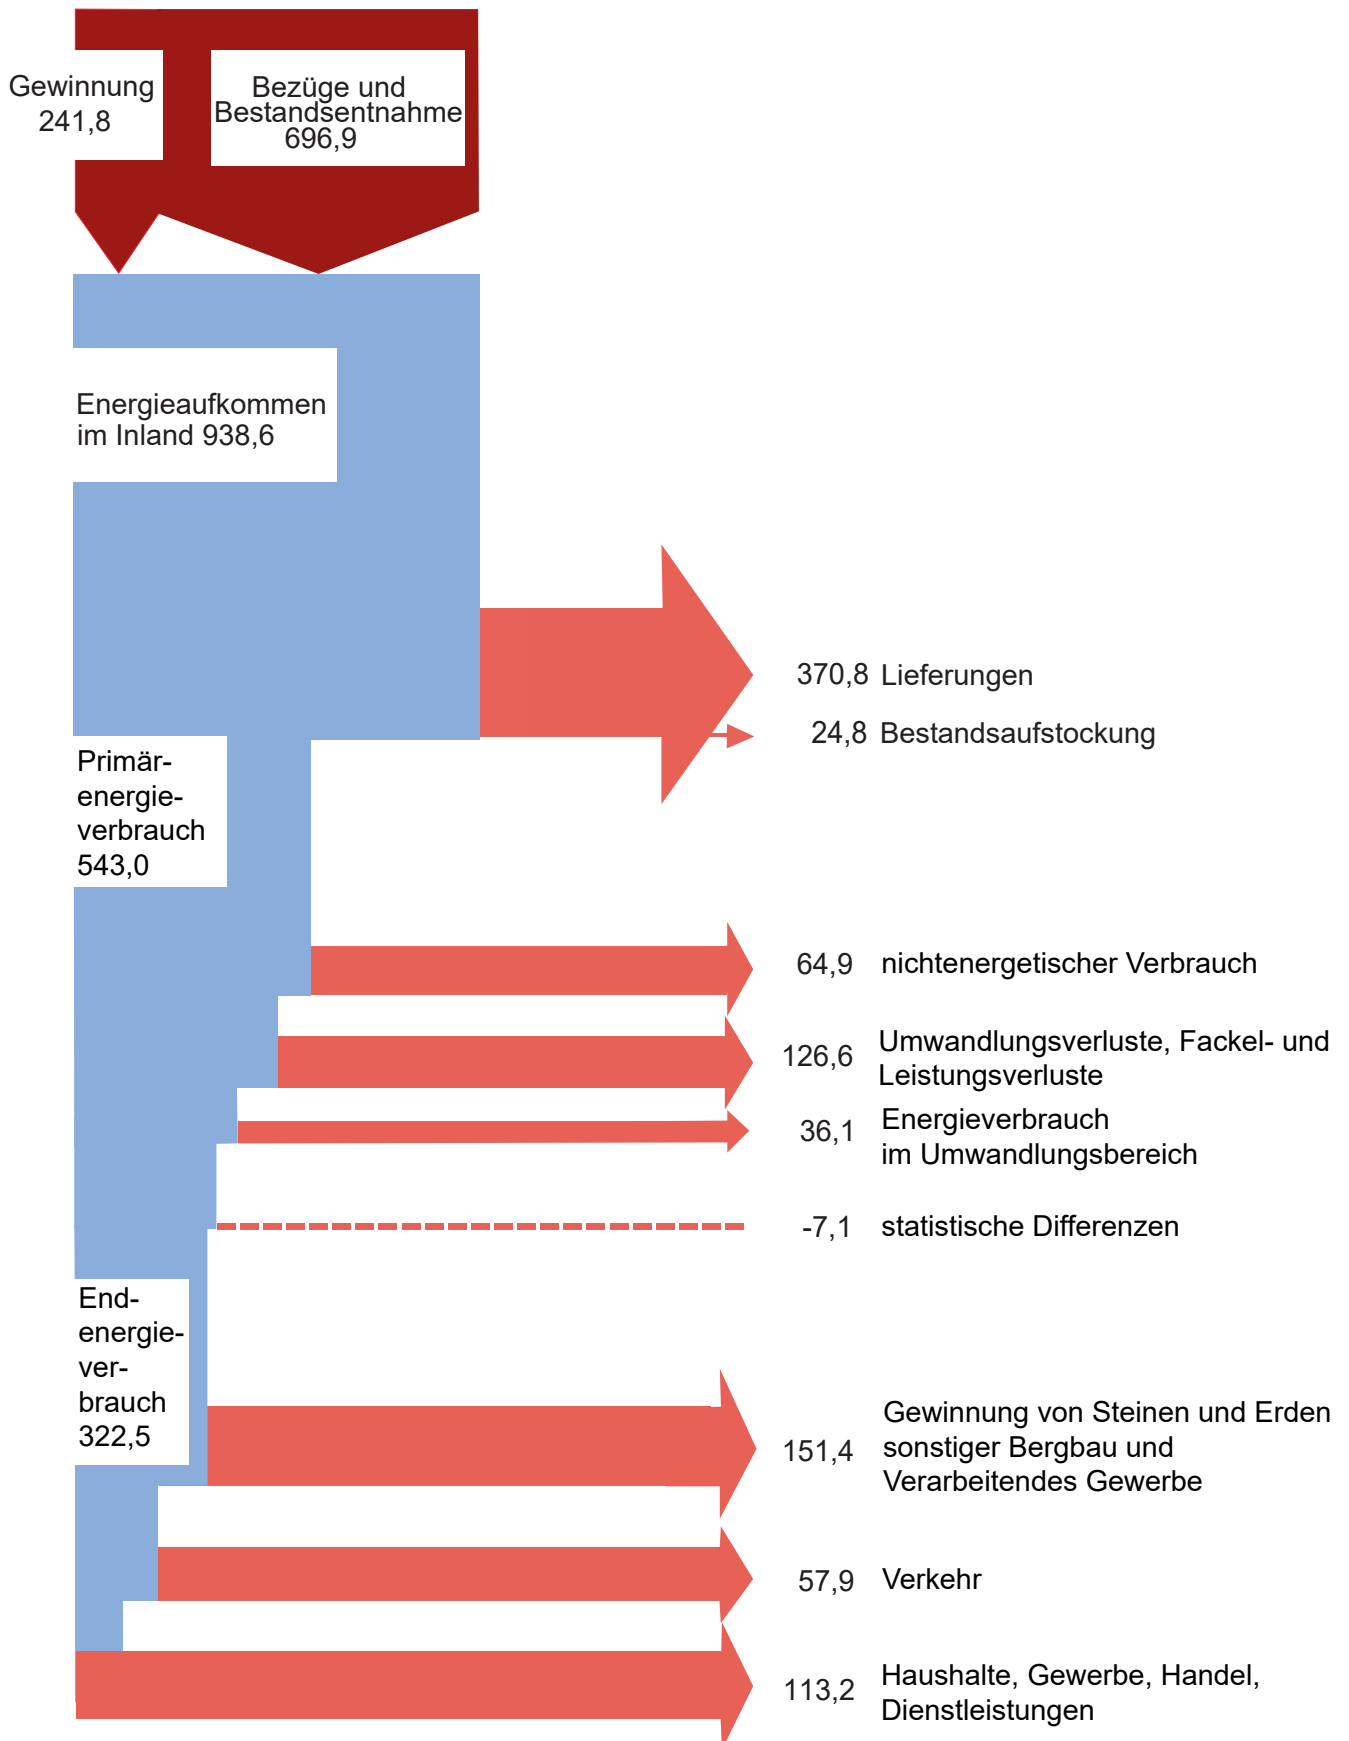 Gewinnung
241,8
Bezüge und
Bestandsentnahme
696,9
Energieaufkommen
im Inland 938,6
370,8 Lieferungen
24,8 Bestandsaufstockung
Primär-
energie-
verbrauch
543,0
64,9 nichtenergetischer Verbrauch
126,6 Umwandlungsverluste, Fackel- und
Leistungsverluste
36,1 Energieverbrauch
im Umwandlungsbereich
-7,1 statistische Differenzen
End-
energie-
ver-
brauch
322,5
Gewinnung von Steinen und Erden
151,4 sonstiger Bergbau und
Verarbeitendes Gewerbe
57,9 Verkehr
113,2 Haushalte, Gewerbe, Handel,
Dienstleistungen